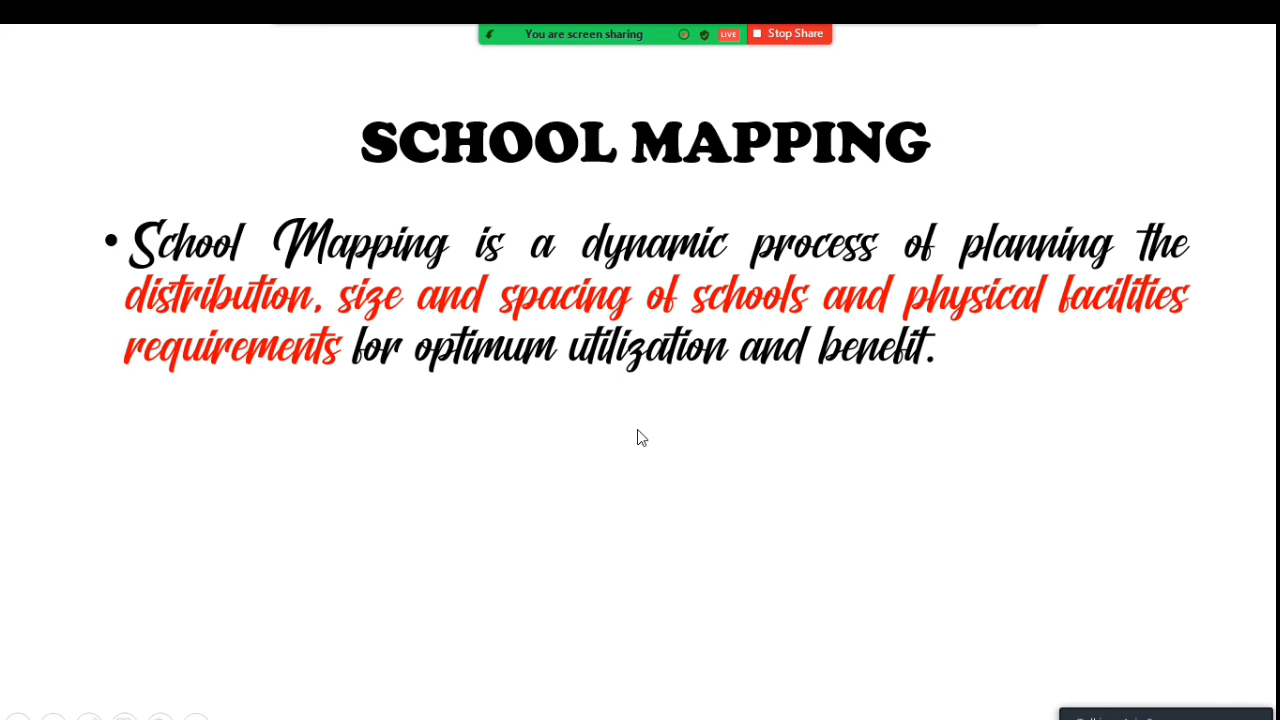 You are screen sharing LIVE Stop Share
SCHOOL MAPPING
• School Mapping is a dynamic process of planning the
distribution, size and spacing of schools and physical facilities
requirements for optimum utilization and benefit.